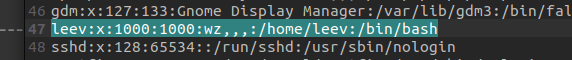 46 gdm:x:127:133:Gnome Display Manager:/var/lib/gdm3:/bin/fal
47 leev:x:1000:1000:wz,,,:/home/leev:/bin/bash
48 sshd:x:128:65534::/run/sshd:/usr/sbin/nologin